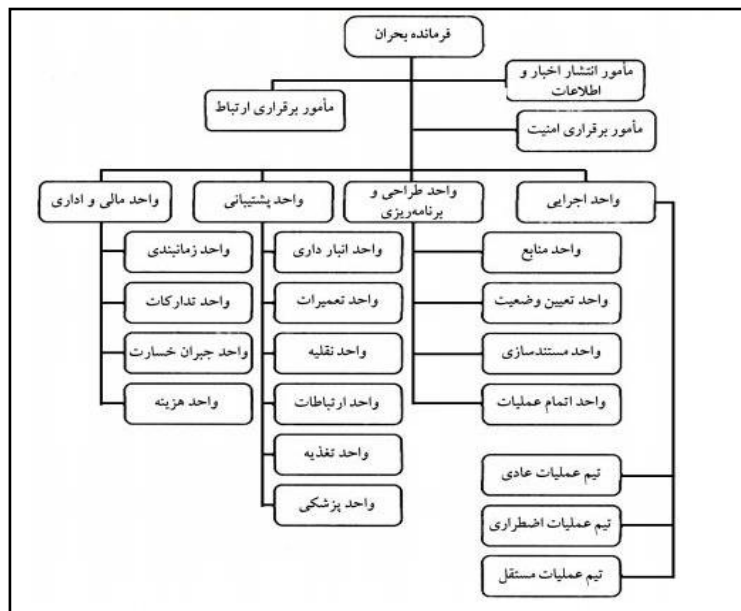 فرمانده بحران
مأمور انتشار اخبار و
اطلاعات
مأمور برقراری ارتباط
مأمور برقراری امنیت
واحد اجرایی
واحد طراحی و
برنامه‌ریزی
واحد پشتیبانی
واحد مالی و اداری
واحد منابع
واحد انبار داری
واحد زمانبندی
واحد تعیین وضعیت
واحد تعمیرات
واحد تدارکات
واحد مستندسازی
واحد نقلیه
واحد جبران خسارت
واحد اتمام عملیات
واحد ارتباطات
واحد هزینه
واحد تغذیه
تیم عملیات عادی
واحد پزشکی
تیم عملیات اضطراری
تیم عملیات مستقل